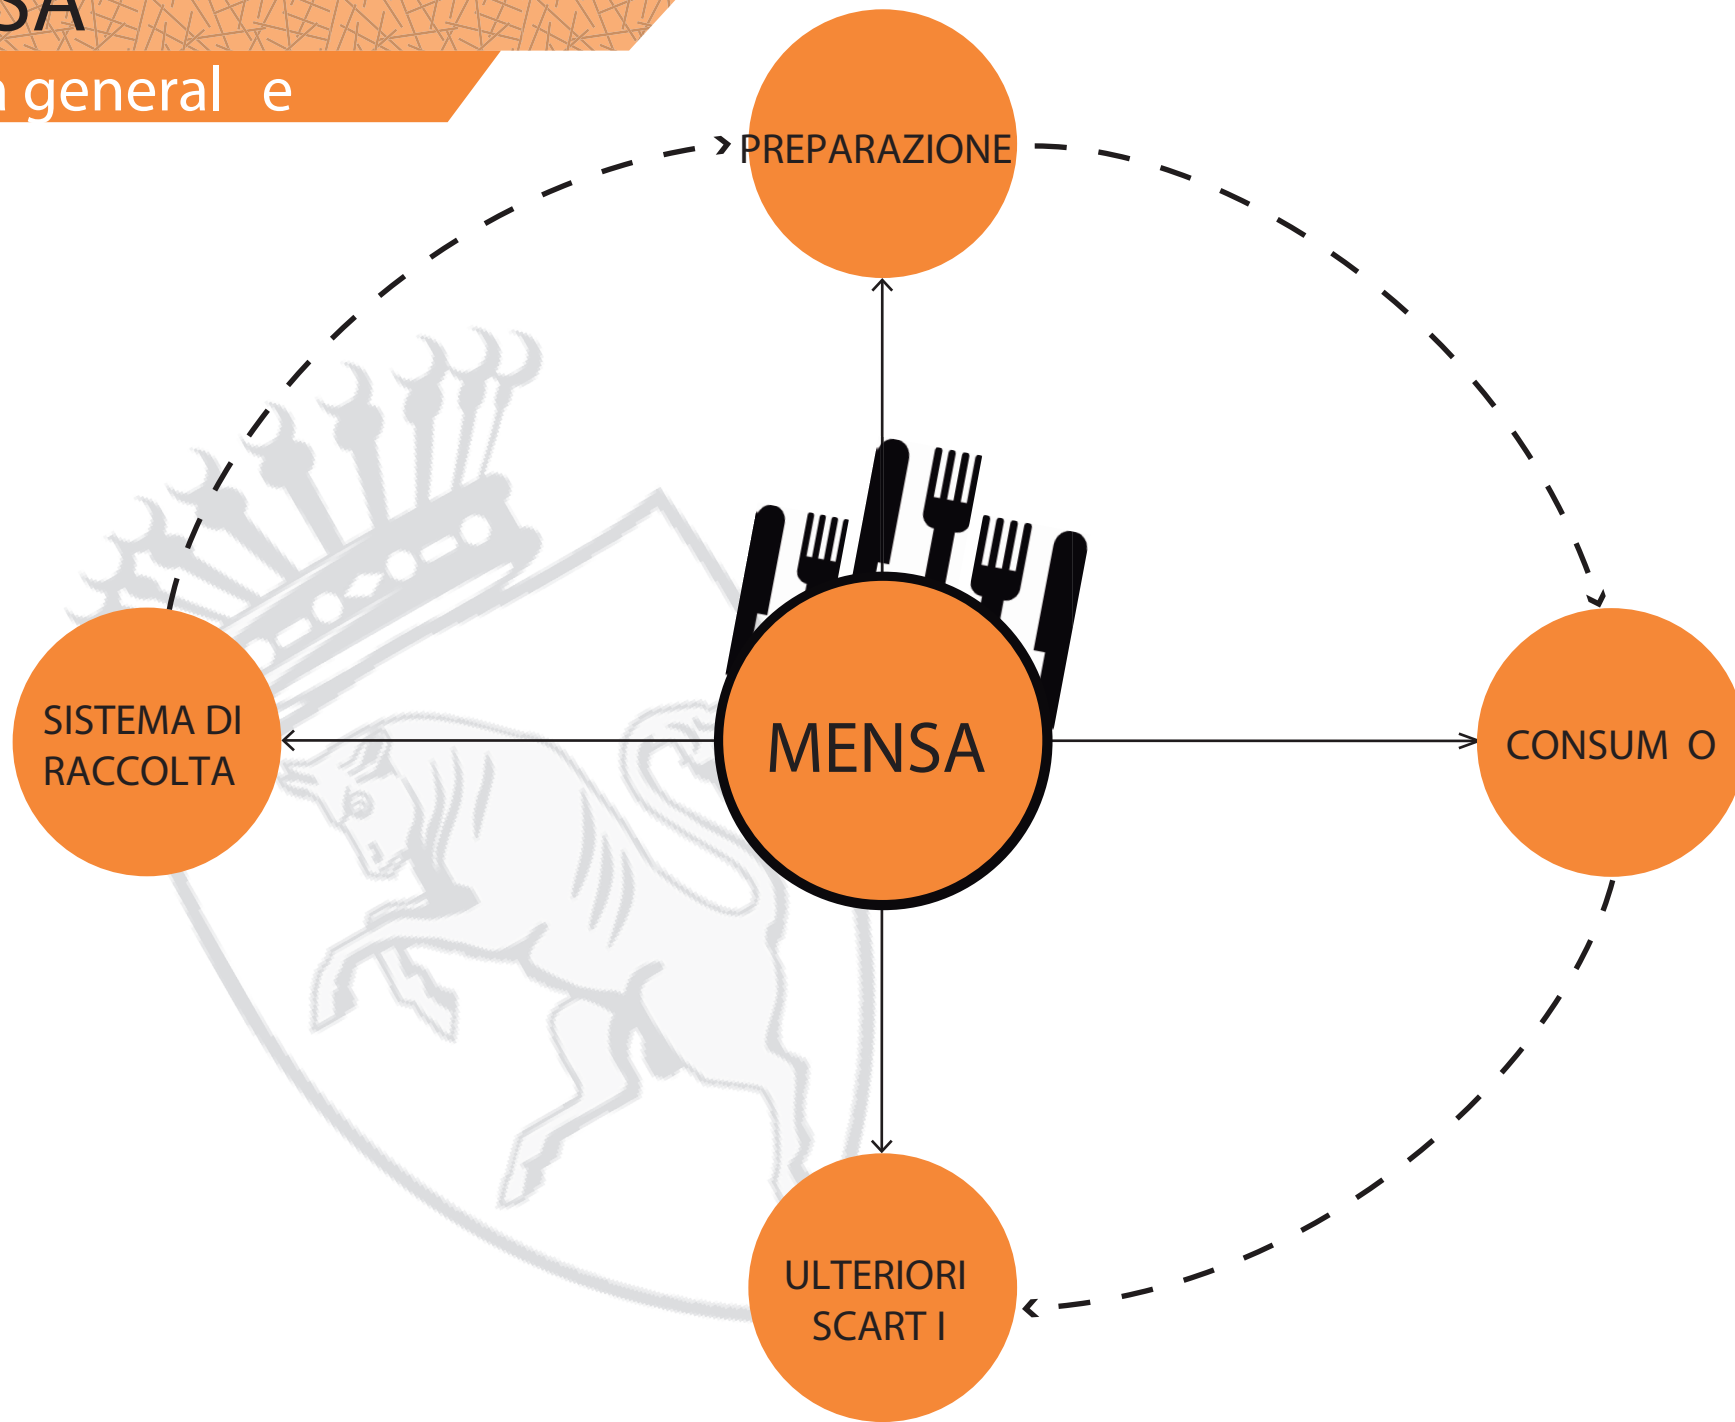 SA
general e
PREPARAZIONE
SISTEMA DI
RACCOLTA
MENSA
CONSUM O
ULTERIORI
SCART I